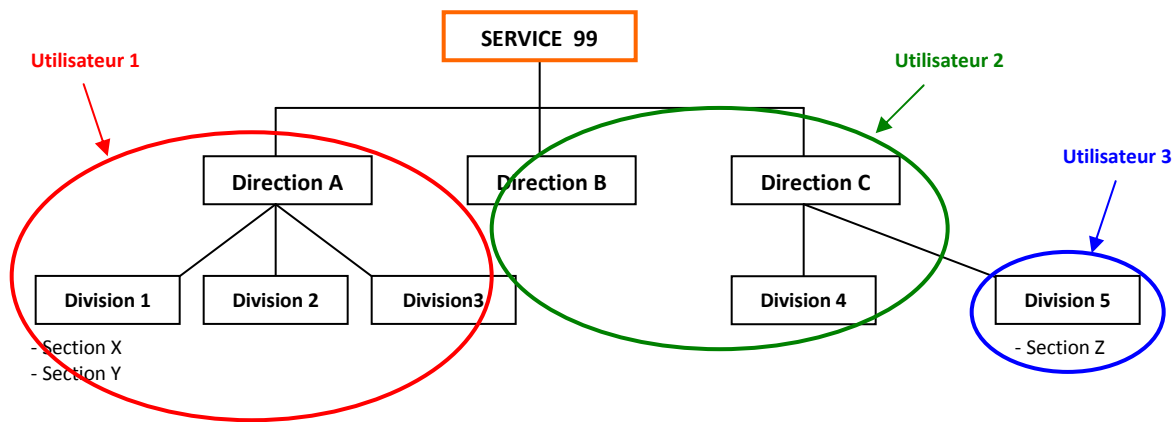 SERVICE 99
Utilisateur 1
Utilisateur 2
Utilisateur 3
Direction A
Direction B
Direction C
Division 1
Division 2
Division3
Division 4
Division 5
- Section X
- Section Y
- Section Z